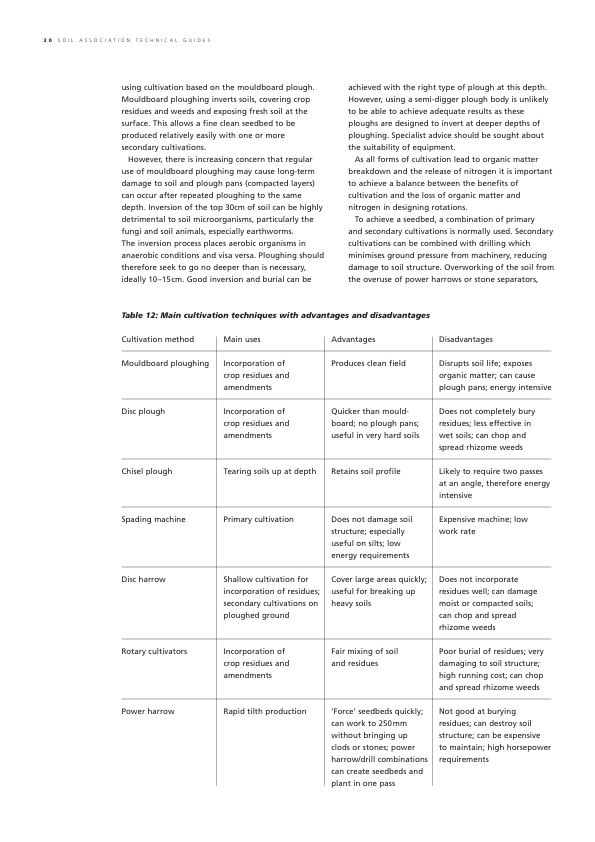 30 SOIL ASSOCIATION TECHNICAL GUIDES
using cultivation based on the mouldboard plough.
Mouldboard ploughing inverts soils, covering crop
residues and weeds and exposing fresh soil at the
surface. This allows a fine clean seedbed to be
produced relatively easily with one or more
secondary cultivations.
However, there is increasing concern that regular
use of mouldboard ploughing may cause long-term
damage to soil and plough pans (compacted layers)
can occur after repeated ploughing to the same
depth. Inversion of the top 30cm of soil can be highly
detrimental to soil microorganisms, particularly the
fungi and soil animals, especially earthworms.
The inversion process places aerobic organisms in
anaerobic conditions and visa versa. Ploughing should
therefore seek to go no deeper than is necessary,
ideally 10–15cm. Good inversion and burial can be
achieved with the right type of plough at this depth.
However, using a semi-digger plough body is unlikely
to be able to achieve adequate results as these
ploughs are designed to invert at deeper depths of
ploughing. Specialist advice should be sought about
the suitability of equipment.
As all forms of cultivation lead to organic matter
breakdown and the release of nitrogen it is important
to achieve a balance between the benefits of
cultivation and the loss of organic matter and
nitrogen in designing rotations.
To achieve a seedbed, a combination of primary
and secondary cultivations is normally used. Secondary
cultivations can be combined with drilling which
minimises ground pressure from machinery, reducing
damage to soil structure. Overworking of the soil from
the overuse of power harrows or stone separators,
Table 12: Main cultivation techniques with advantages and disadvantages
Cultivation method
Main uses
Advantages
Disadvantages
Mouldboard ploughing
Incorporation of
crop residues and
amendments
Produces clean field
Disrupts soil life; exposes
organic matter; can cause
plough pans; energy intensive
Disc plough
Incorporation of
crop residues and
amendments
Quicker than mould-
board; no plough pans;
useful in very hard soils
Does not completely bury
residues; less effective in
wet soils; can chop and
spread rhizome weeds
Chisel plough
Tearing soils up at depth
Retains soil profile
Likely to require two passes
at an angle, therefore energy
intensive
Spading machine
Primary cultivation
Does not damage soil
structure; especially
useful on silts; low
energy requirements
Expensive machine; low
work rate
Disc harrow
Shallow cultivation for
incorporation of residues;
secondary cultivations on
ploughed ground
Cover large areas quickly;
useful for breaking up
heavy soils
Does not incorporate
residues well; can damage
moist or compacted soils;
can chop and spread
rhizome weeds
Rotary cultivators
Incorporation of
crop residues and
amendments
Fair mixing of soil
and residues
Poor burial of residues; very
damaging to soil structure;
high running cost; can chop
and spread rhizome weeds
Power harrow
Rapid tilth production
‘Force’ seedbeds quickly;
can work to 250mm
without bringing up
clods or stones; power
harrow/drill combinations
can create seedbeds and
plant in one pass
Not good at burying
residues; can destroy soil
structure; can be expensive
to maintain; high horsepower
requirements